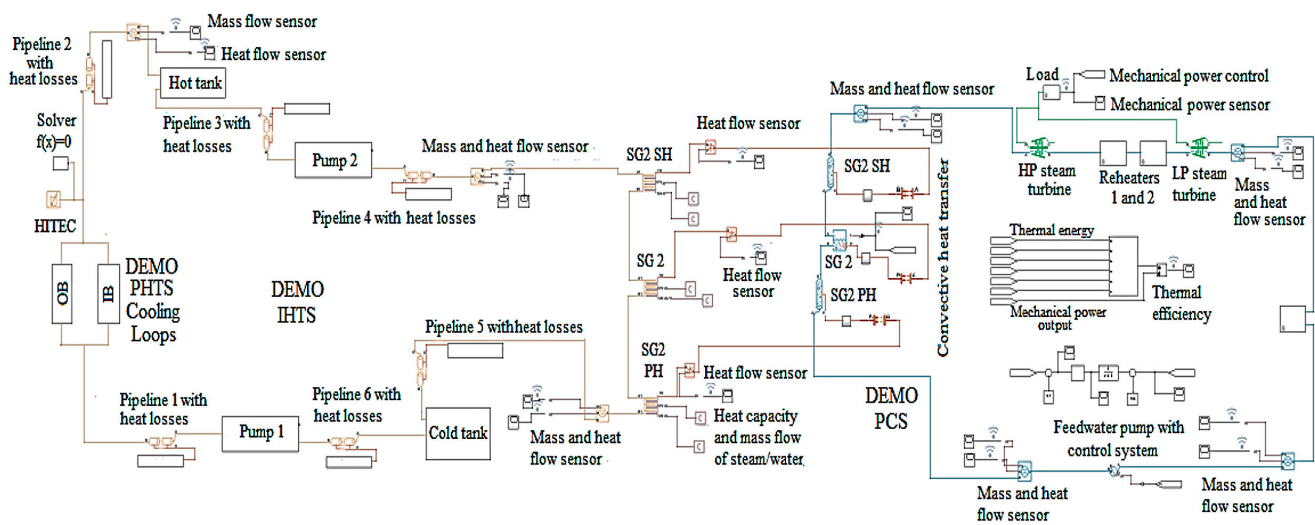 Mass flow sensor
Heat flow sensor
Pipeline 2
with
heat losses
Hot tank
Solver
f(x)=0
HITEC
Pipeline 3 with
heat losses
Pump 2
Mass and heat flow sensor
Pipeline 4 with heat losses
OB
IB
DEMO
PHTS
Cooling
Loops
DEMO
IHTS
Pipeline 1 with
heat losses
Pump 1
Pipeline 6 with
heat losses
Pipeline 5 withheat losses
Cold tank
Mass and heat
flow sensor
SG2 SH
Heat flow sensor
SG 2
Heat flow
sensor
SG2
PH
Heat flow sensor
Heat capacity
and mass flow
of steam/water
Mass and heat flow sensor
SG2 SH
SG 2
SG2 PH
Convective heat transfer
DEMO
PCS
Load
Mechanical power control
Mechanical power sensor
HP steam
turbine
Reheaters
1 and 2
LP steam
turbine
Mass
and heat
flow sensor
Thermal energy
Mechanical power
output
Thermal
efficiency
Feedwater pump with
control system
Mass and heat
flow sensor
Mass and heat
flow sensor